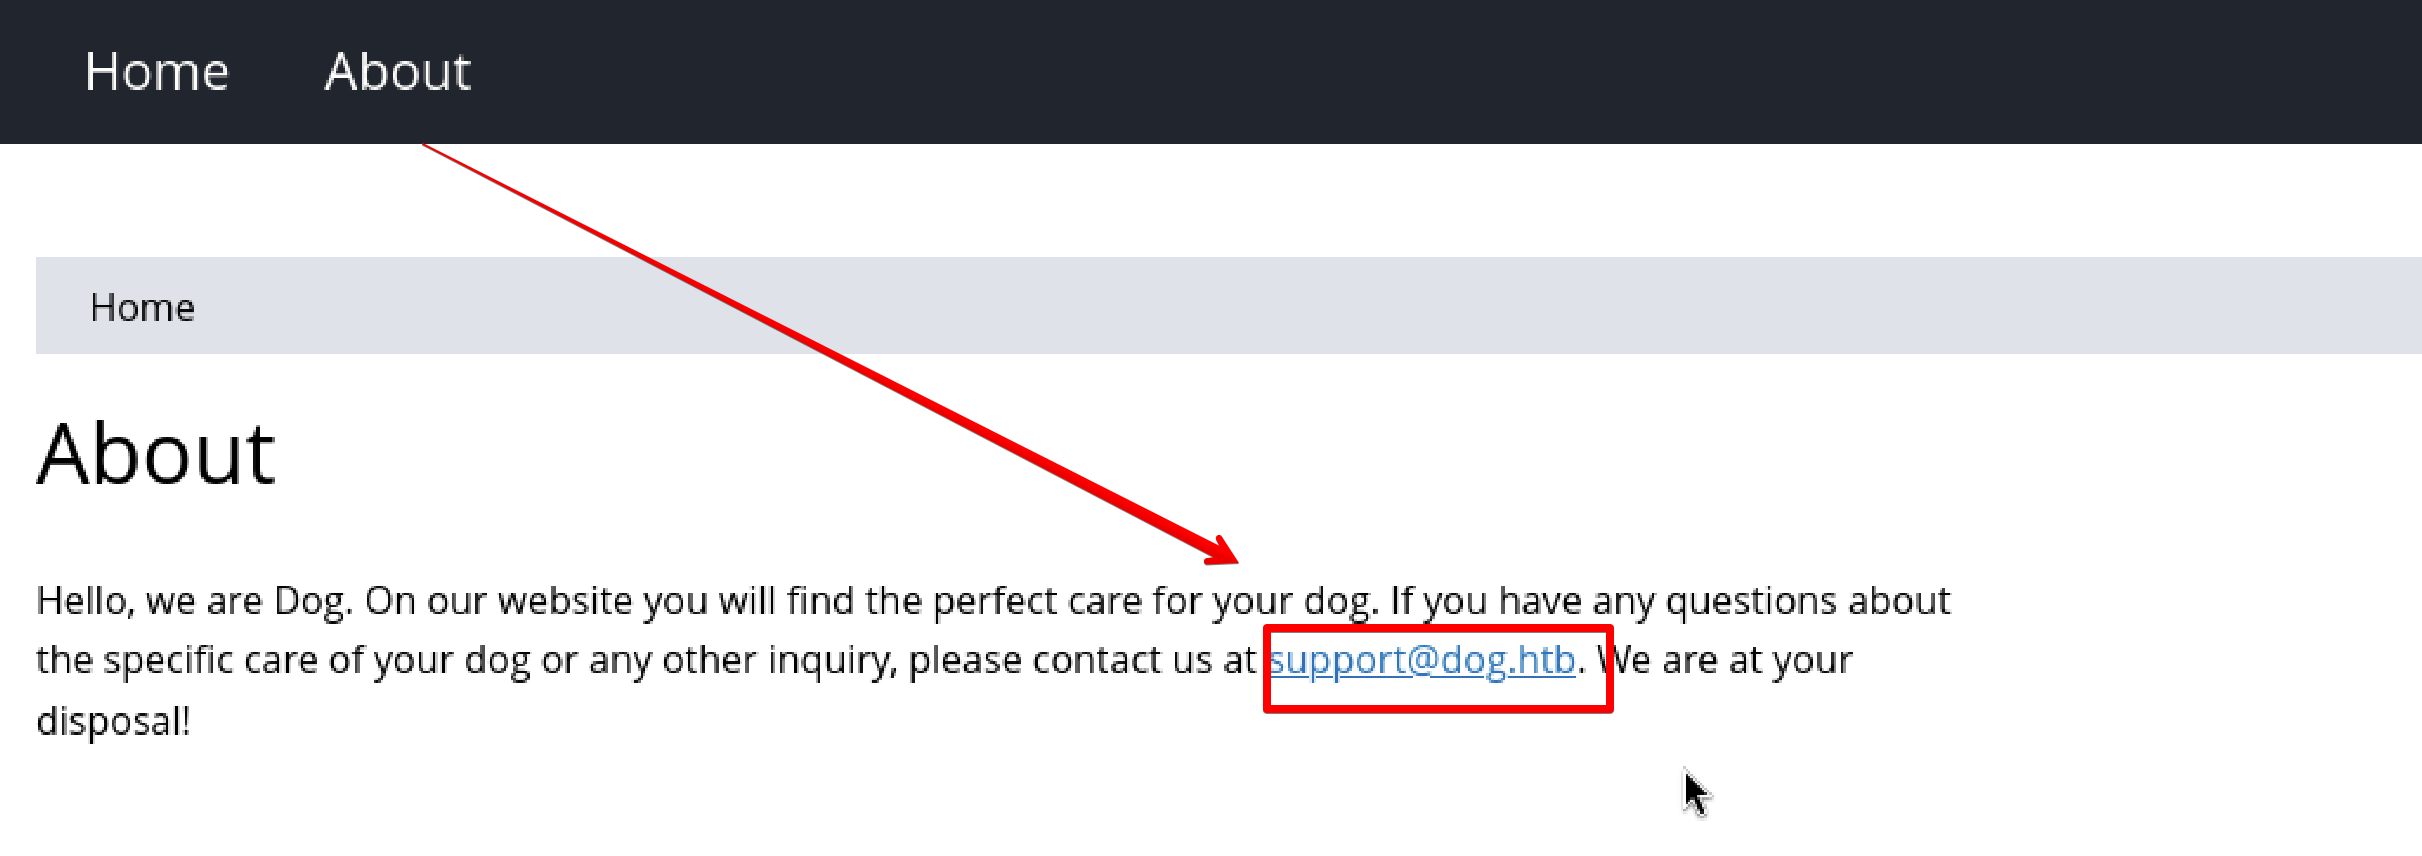 Home About
Home
About
Hello, we are Dog. On our website you will find the perfect care for your dog. If you have any questions about
the specific care of your dog or any other inquiry, please contact us at support@dog.htb. We are at your
disposal!